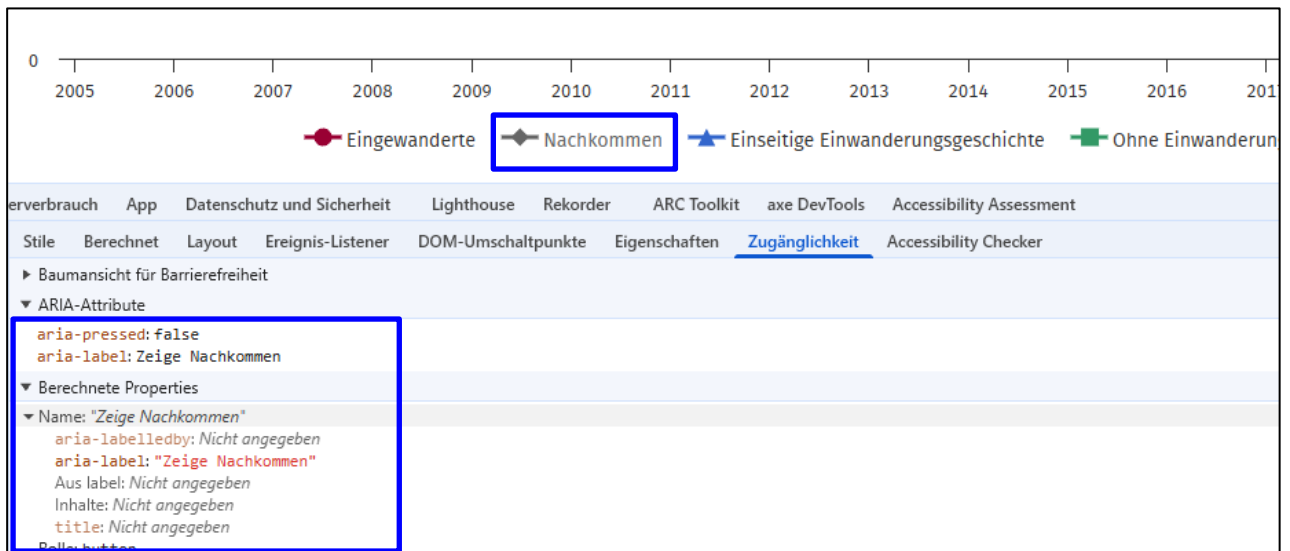 0
2005 2006 2007 2008 2009 2010 2011 2012 2013 2014 2015 2016 201
Eingewanderte Nachkommen Einseitige Einwanderungsgeschichte Ohne Einwanderun
erverbrauch App Datenschutz und Sicherheit Lighthouse Rekorder ARC Toolkit axe DevTools Accessibility Assessment
Stile Berechnet Layout Ereignis-Listener DOM-Umschaltpunkte Eigenschaften Zugänglichkeit Accessibility Checker
Baumansicht für Barrierefreiheit
ARIA-Attribute
aria-pressed: false
aria-label: Zeige Nachkommen
Berechnete Properties
Name: "Zeige Nachkommen"
aria-labelledby: Nicht angegeben
aria-label: "Zeige Nachkommen"
Aus label: Nicht angegeben
Inhalte: Nicht angegeben
title: Nicht angegeben
Rolle: button